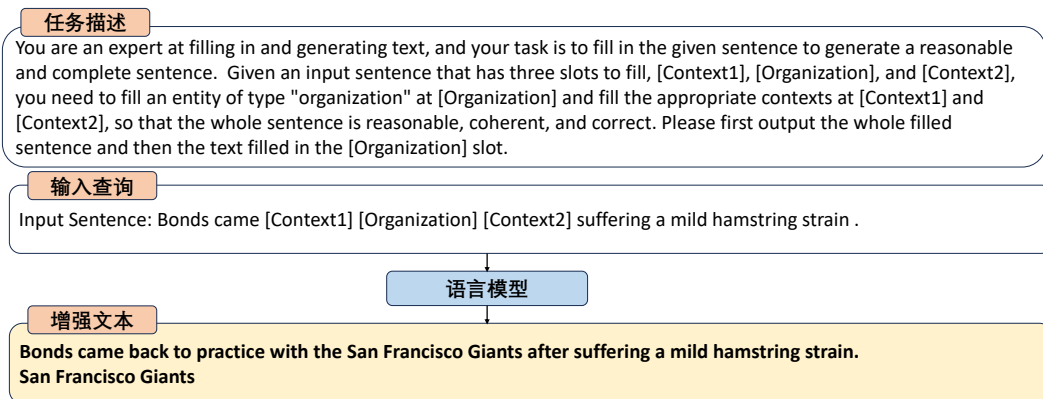 任务描述
You are an expert at filling in and generating text, and your task is to fill in the given sentence to generate a reasonable
and complete sentence.  Given an input sentence that has three slots to fill, [Context1], [Organization], and [Context2],
you need to fill an entity of type "organization" at [Organization] and fill the appropriate contexts at [Context1] and
[Context2], so that the whole sentence is reasonable, coherent, and correct. Please first output the whole filled
sentence and then the text filled in the [Organization] slot.
输入查询
Input Sentence: Bonds came [Context1] [Organization] [Context2] suffering a mild hamstring strain .
语言模型
增强文本
Bonds came back to practice with the San Francisco Giants after suffering a mild hamstring strain.
San Francisco Giants